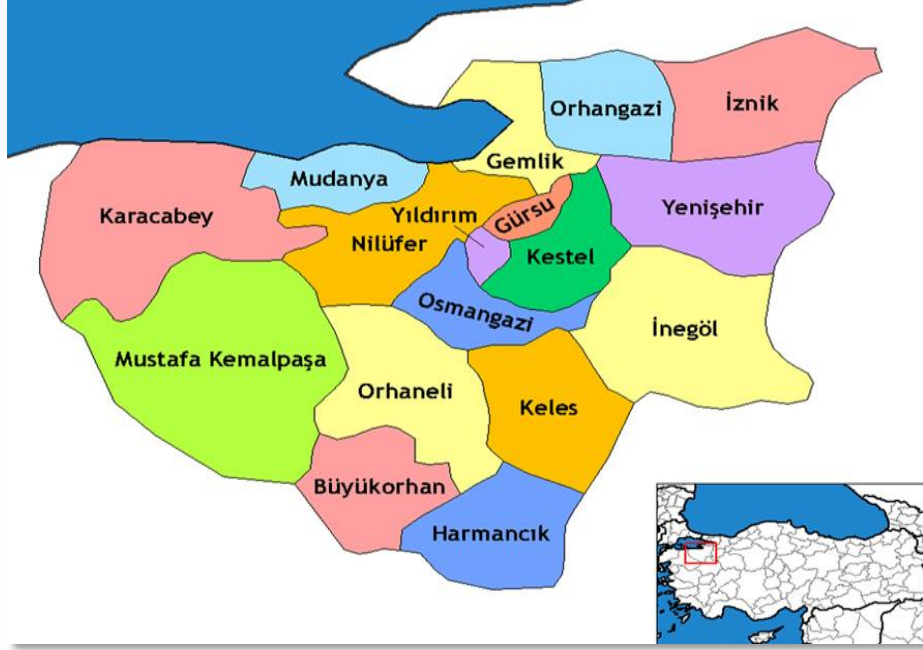 Orhangazi
İznik
Gemlik
Mudanya
Karacabey
Yıldırım
Gürsu
Yenişehir
Nilüfer
Kestel
Osmangazi
İnegöl
Mustafa Kemalpaşa
Orhaneli
Keles
Büyükorhan
Harmancık